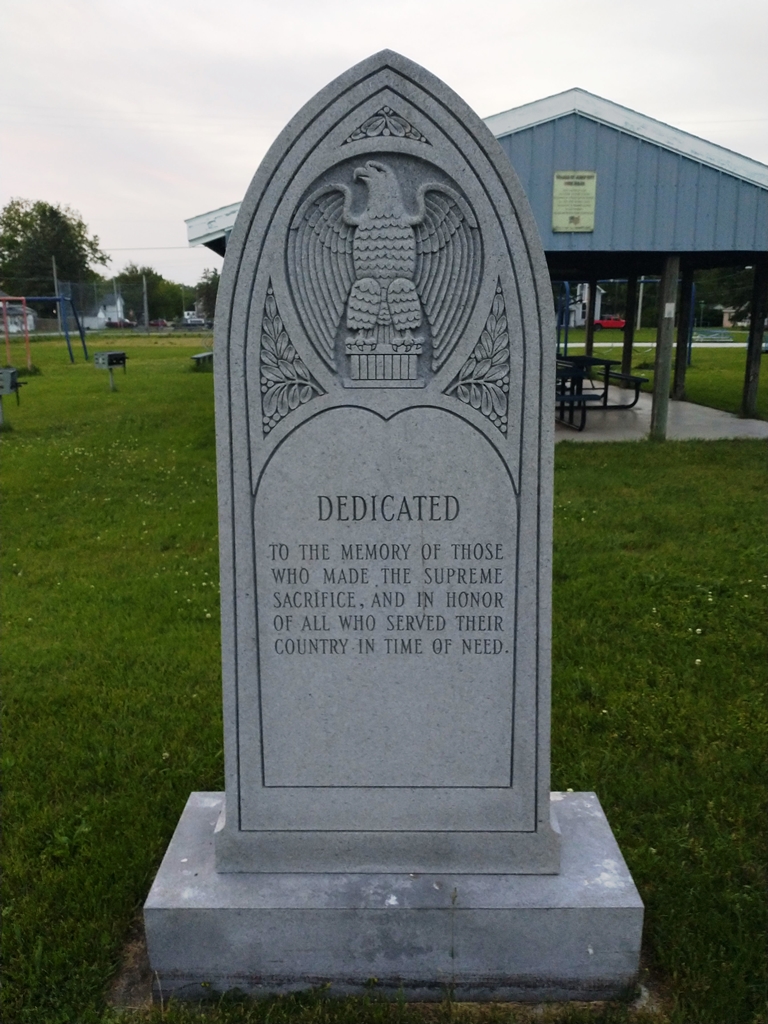 DEDICATED
TO THE MEMORY OF THOSE
WHO MADE THE SUPREME
SACRIFICE, AND IN HONOR
OF ALL WHO SERVED THEIR
COUNTRY IN TIME OF NEED.